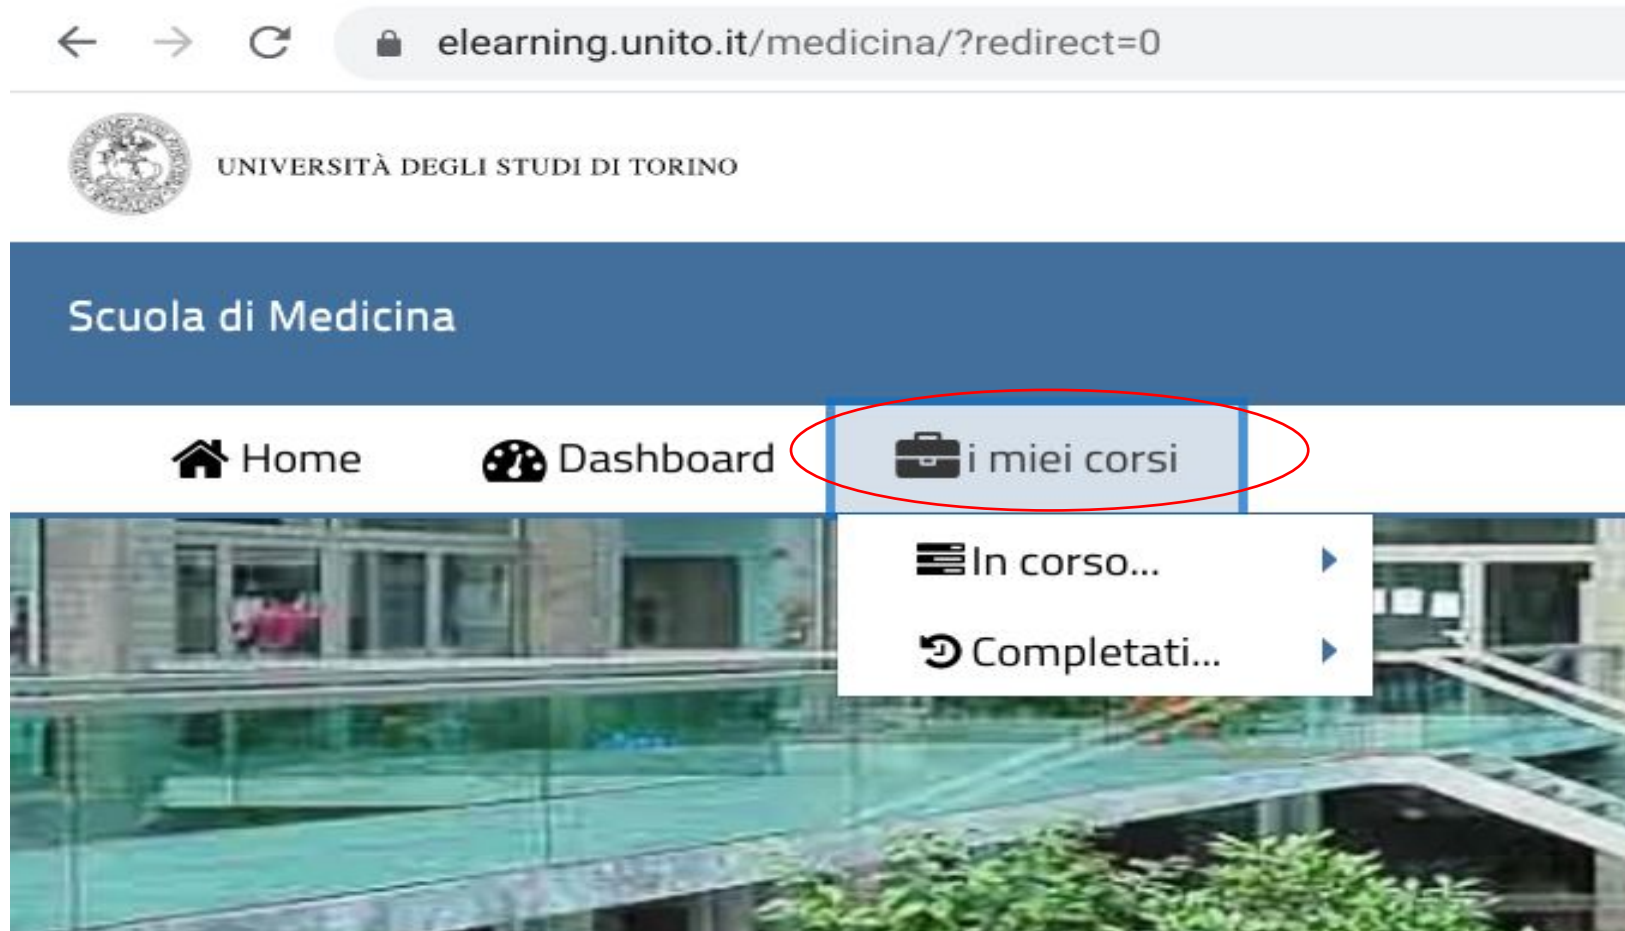 elearning.unito.it/medicina/?redirect=0
UNIVERSITÀ DEGLI STUDI DI TORINO
Scuola di Medicina
Home Dashboard i miei corsi
In corso...
Completati...